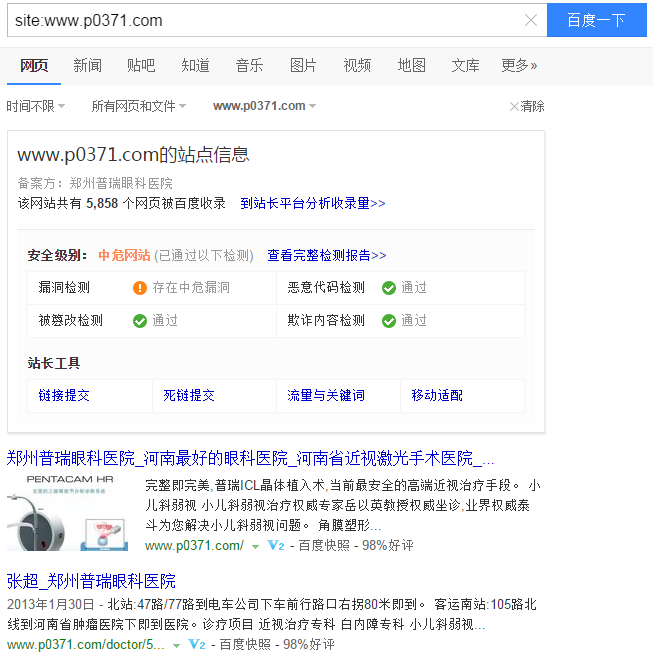 site:www.p0371.com
百度一下
网页 新闻 贴吧 知道 音乐 图片 视频 地图 文库 更多»
时间不限 所有网页和文件 www.p0371.com 清除
www.p0371.com的站点信息
备案方：郑州普瑞眼科医院
该网站共有 5,858 个网页被百度收录 到站长平台分析收录量>>
安全级别： 中危网站 (已通过以下检测) 查看完整检测报告>>
漏洞检测 存在中危漏洞 恶意代码检测 通过
被篡改检测 通过 欺诈内容检测 通过
站长工具
链接提交 死链提交 流量与关键词 移动适配
郑州普瑞眼科医院_河南最好的眼科医院_河南省近视激光手术医院_...
PENTACAM HR
完整即完美,普瑞ICL晶体植入术,当前最安全的高端近视治疗手段。 小
儿斜弱视 小儿斜弱视治疗权威专家岳以英教授权威坐诊,业界权威泰
斗为您解决小儿斜弱视问题。 角膜塑形...
www.p0371.com/ V2 - 百度快照 - 98%好评
张超_郑州普瑞眼科医院
2013年1月30日 - 北站:47路/77路到电车公司下车前行路口右拐80米即到。 客运南站:105路北
线到河南省肿瘤医院下即到医院。诊疗项目 近视治疗专科 白内障专科 小儿斜弱视...
www.p0371.com/doctor/5... V2 - 百度快照 - 98%好评